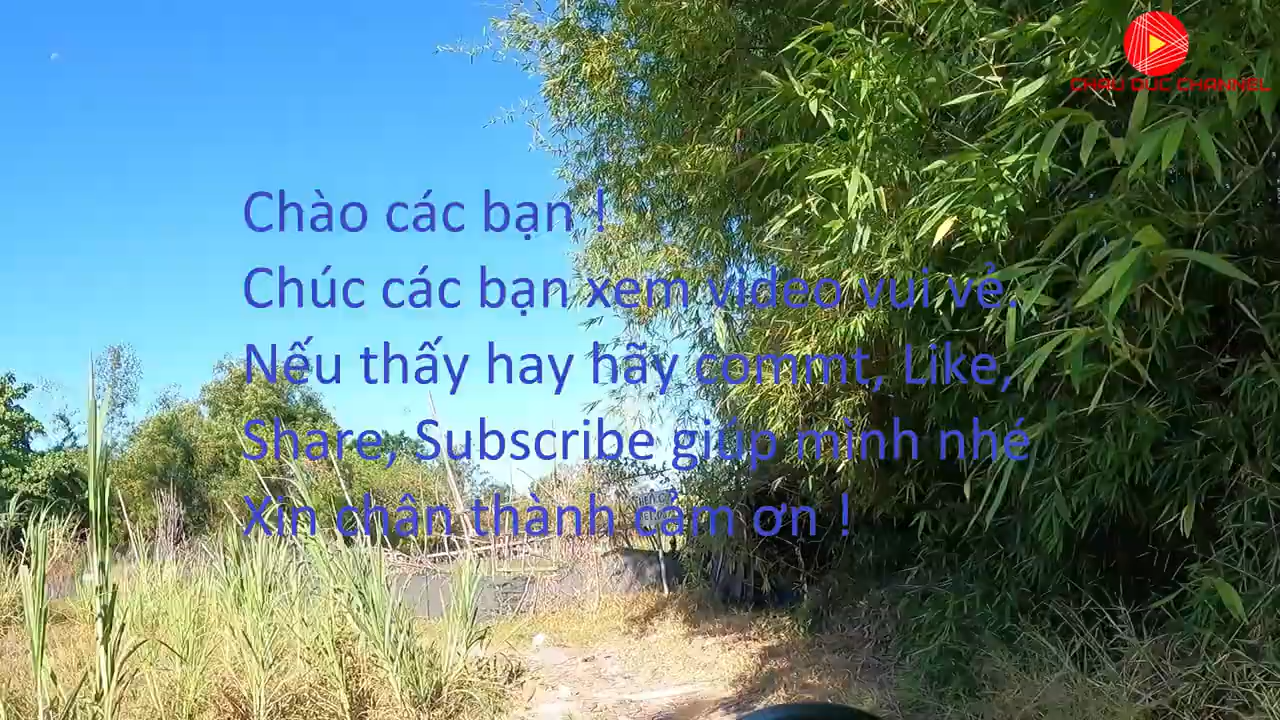 CHAU DUC CHANNEL
Chào các bạn !
Chúc các bạn xem video vui vẻ.
Nếu thấy hay hãy commt, Like,
Share, Subscribe giúp mình nhé
Xin chân thành cảm ơn !